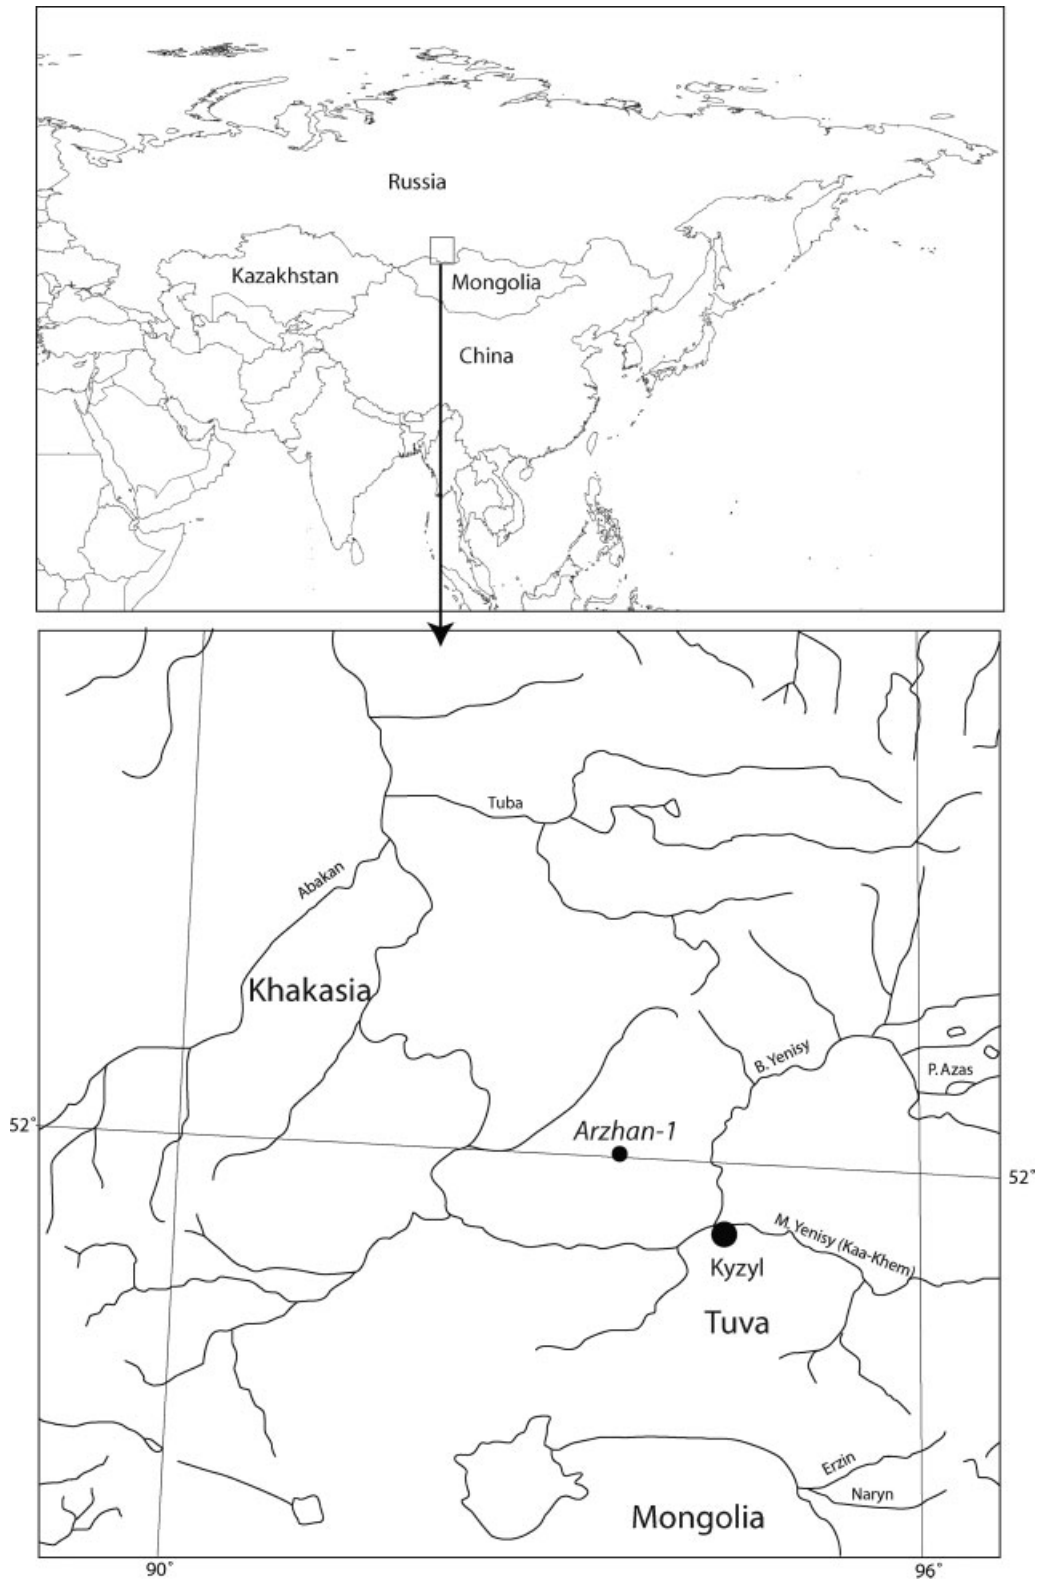 Russia
Kazakhstan
Mongolia
China
Tuba
Abakan
Khakasia
B. Yenisy
P. Azas
52°
Arzhan-1
52°
M. Yenisy (Kaa-Khem)
Kyzyl
Tuva
Erzin
Naryn
Mongolia
90°
96°